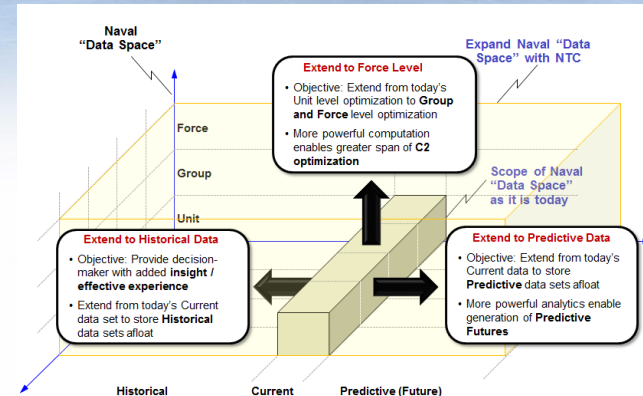 Naval
“Data Space”
Expand Naval “Data
Space” with NTC
Extend to Force Level
• Objective: Extend from today’s
Unit level optimization to Group
and Force level optimization
• More powerful computation
enables greater span of C2
optimization
Force
Group
Unit
Scope of Naval
“Data Space”
as it is today
Extend to Historical Data
• Objective: Provide decision-
maker with added insight /
effective experience
• Extend from today’s Current
data set to store Historical
data sets afloat
Extend to Predictive Data
• Objective: Extend from today’s
Current data to store
Predictive data sets afloat
• More powerful analytics enable
generation of Predictive
Futures
Historical
Current
Predictive (Future)